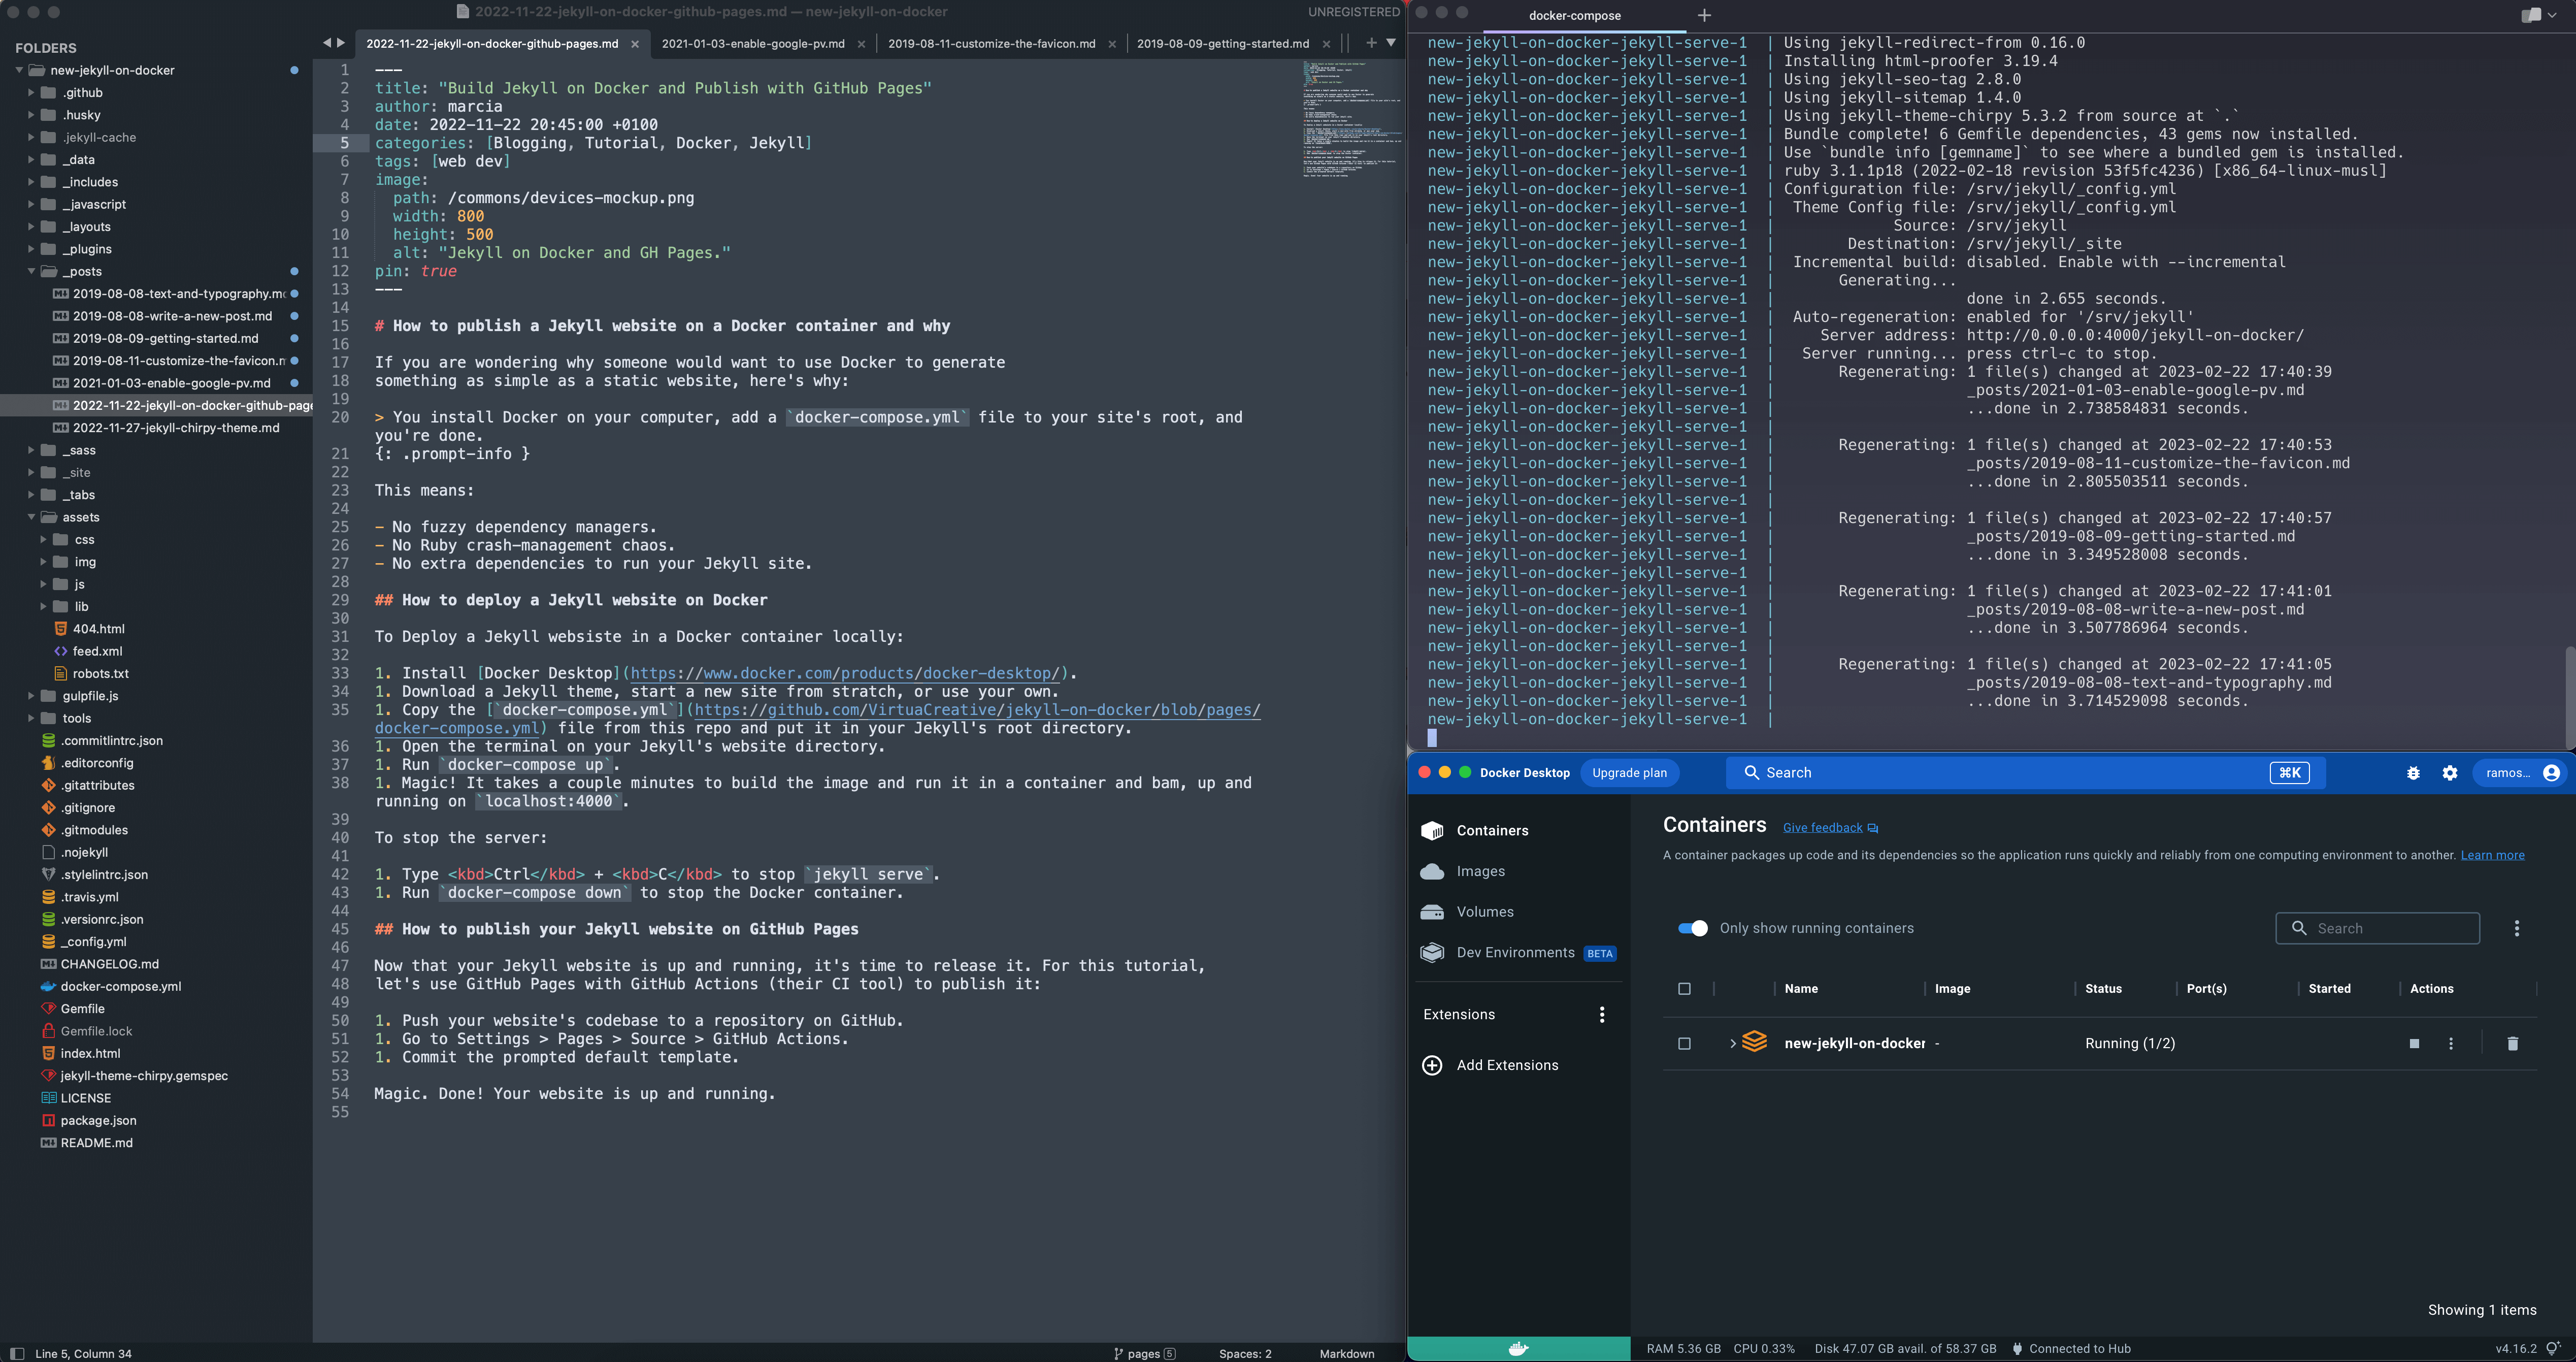 2022-11-22-jekyll-on-docker-github-pages.md — new-jekyll-on-docker
UNREGISTERED
FOLDERS
new-jekyll-on-docker
.github
.husky
.jekyll-cache
_data
_includes
_javascript
_layouts
_plugins
_posts
2019-08-08-text-and-typography.m
2019-08-08-write-a-new-post.md
2019-08-09-getting-started.md
2019-08-11-customize-the-favicon.
2021-01-03-enable-google-pv.md
2022-11-22-jekyll-on-docker-github-page
2022-11-27-jekyll-chirpy-theme.md
_sass
_site
_tabs
assets
css
img
js
lib
404.html
feed.xml
robots.txt
gulpfile.js
tools
.commitlintrc.json
.editorconfig
.gitattributes
.gitignore
.gitmodules
.nojekyll
.stylelintrc.json
.travis.yml
.versionrc.json
_config.yml
CHANGELOG.md
docker-compose.yml
Gemfile
Gemfile.lock
index.html
jekyll-theme-chirpy.gemspec
LICENSE
package.json
README.md
2022-11-22-jekyll-on-docker-github-pages.md
2021-01-03-enable-google-pv.md
2019-08-11-customize-the-favicon.md
2019-08-09-getting-started.md
1 ---
2 title: "Build Jekyll on Docker and Publish with GitHub Pages"
3 author: marcia
4 date: 2022-11-22 20:45:00 +0100
5 categories: [Blogging, Tutorial, Docker, Jekyll]
6 tags: [web dev]
7 image:
8 path: /commons/devices-mockup.png
9 width: 800
10 height: 500
11 alt: "Jekyll on Docker and GH Pages."
12 pin: true
13 ---
14
15 # How to publish a Jekyll website on a Docker container and why
16
17 If you are wondering why someone would want to use Docker to generate
18 something as simple as a static website, here's why:
19
20 > You install Docker on your computer, add a `docker-compose.yml` file to your site's root, and
you're done.
21 {: .prompt-info }
22
23 This means:
24
25 - No fuzzy dependency managers.
26 - No Ruby crash-management chaos.
27 - No extra dependencies to run your Jekyll site.
28
29 ## How to deploy a Jekyll website on Docker
30
31 To Deploy a Jekyll websiste in a Docker container locally:
32
33 1. Install [Docker Desktop](https://www.docker.com/products/docker-desktop/).
34 1. Download a Jekyll theme, start a new site from stratch, or use your own.
35 1. Copy the [`docker-compose.yml`](https://github.com/VirtuaCreative/jekyll-on-docker/blob/pages/
docker-compose.yml) file from this repo and put it in your Jekyll's root directory.
36 1. Open the terminal on your Jekyll's website directory.
37 1. Run `docker-compose up`.
38 1. Magic! It takes a couple minutes to build the image and run it in a container and bam, up and
running on `localhost:4000`.
39
40 To stop the server:
41
42 1. Type <kbd>Ctrl</kbd> + <kbd>C</kbd> to stop `jekyll serve`.
43 1. Run `docker-compose down` to stop the Docker container.
44
45 ## How to publish your Jekyll website on GitHub Pages
46
47 Now that your Jekyll website is up and running, it's time to release it. For this tutorial,
48 let's use GitHub Pages with GitHub Actions (their CI tool) to publish it:
49
50 1. Push your website's codebase to a repository on GitHub.
51 1. Go to Settings > Pages > Source > GitHub Actions.
52 1. Commit the prompted default template.
53
54 Magic. Done! Your website is up and running.
55
Line 5, Column 34
pages 5
Spaces: 2
Markdown
docker-compose
new-jekyll-on-docker-jekyll-serve-1 | Using jekyll-redirect-from 0.16.0
new-jekyll-on-docker-jekyll-serve-1 | Installing html-proofer 3.19.4
new-jekyll-on-docker-jekyll-serve-1 | Using jekyll-seo-tag 2.8.0
new-jekyll-on-docker-jekyll-serve-1 | Using jekyll-sitemap 1.4.0
new-jekyll-on-docker-jekyll-serve-1 | Using jekyll-theme-chirpy 5.3.2 from source at `.`
new-jekyll-on-docker-jekyll-serve-1 | Bundle complete! 6 Gemfile dependencies, 43 gems now installed.
new-jekyll-on-docker-jekyll-serve-1 | Use `bundle info [gemname]` to see where a bundled gem is installed.
new-jekyll-on-docker-jekyll-serve-1 | ruby 3.1.1p18 (2022-02-18 revision 53f5fc4236) [x86_64-linux-musl]
new-jekyll-on-docker-jekyll-serve-1 | Configuration file: /srv/jekyll/_config.yml
new-jekyll-on-docker-jekyll-serve-1 | Theme Config file: /srv/jekyll/_config.yml
new-jekyll-on-docker-jekyll-serve-1 | Source: /srv/jekyll
new-jekyll-on-docker-jekyll-serve-1 | Destination: /srv/jekyll/_site
new-jekyll-on-docker-jekyll-serve-1 | Incremental build: disabled. Enable with --incremental
new-jekyll-on-docker-jekyll-serve-1 | Generating...
new-jekyll-on-docker-jekyll-serve-1 | done in 2.655 seconds.
new-jekyll-on-docker-jekyll-serve-1 | Auto-regeneration: enabled for '/srv/jekyll'
new-jekyll-on-docker-jekyll-serve-1 | Server address: http://0.0.0.0:4000/jekyll-on-docker/
new-jekyll-on-docker-jekyll-serve-1 | Server running... press ctrl-c to stop.
new-jekyll-on-docker-jekyll-serve-1 | Regenerating: 1 file(s) changed at 2023-02-22 17:40:39
new-jekyll-on-docker-jekyll-serve-1 | _posts/2021-01-03-enable-google-pv.md
new-jekyll-on-docker-jekyll-serve-1 | ...done in 2.738584831 seconds.
new-jekyll-on-docker-jekyll-serve-1 |
new-jekyll-on-docker-jekyll-serve-1 | Regenerating: 1 file(s) changed at 2023-02-22 17:40:53
new-jekyll-on-docker-jekyll-serve-1 | _posts/2019-08-11-customize-the-favicon.md
new-jekyll-on-docker-jekyll-serve-1 | ...done in 2.805503511 seconds.
new-jekyll-on-docker-jekyll-serve-1 |
new-jekyll-on-docker-jekyll-serve-1 | Regenerating: 1 file(s) changed at 2023-02-22 17:40:57
new-jekyll-on-docker-jekyll-serve-1 | _posts/2019-08-09-getting-started.md
new-jekyll-on-docker-jekyll-serve-1 | ...done in 3.349528008 seconds.
new-jekyll-on-docker-jekyll-serve-1 |
new-jekyll-on-docker-jekyll-serve-1 | Regenerating: 1 file(s) changed at 2023-02-22 17:41:01
new-jekyll-on-docker-jekyll-serve-1 | _posts/2019-08-08-write-a-new-post.md
new-jekyll-on-docker-jekyll-serve-1 | ...done in 3.507786964 seconds.
new-jekyll-on-docker-jekyll-serve-1 |
new-jekyll-on-docker-jekyll-serve-1 | Regenerating: 1 file(s) changed at 2023-02-22 17:41:05
new-jekyll-on-docker-jekyll-serve-1 | _posts/2019-08-08-text-and-typography.md
new-jekyll-on-docker-jekyll-serve-1 | ...done in 3.714529098 seconds.
new-jekyll-on-docker-jekyll-serve-1 |
Docker Desktop
Upgrade plan
Search
⌘K
ramos...
Containers
Images
Volumes
Dev Environments BETA
Extensions
Add Extensions
Containers Give feedback
A container packages up code and its dependencies so the application runs quickly and reliably from one computing environment to another. Learn more
Only show running containers
Search
Name Image Status Port(s) Started Actions
new-jekyll-on-docker - Running (1/2)
Showing 1 items
RAM 5.36 GB CPU 0.33% Disk 47.07 GB avail. of 58.37 GB Connected to Hub v4.16.2